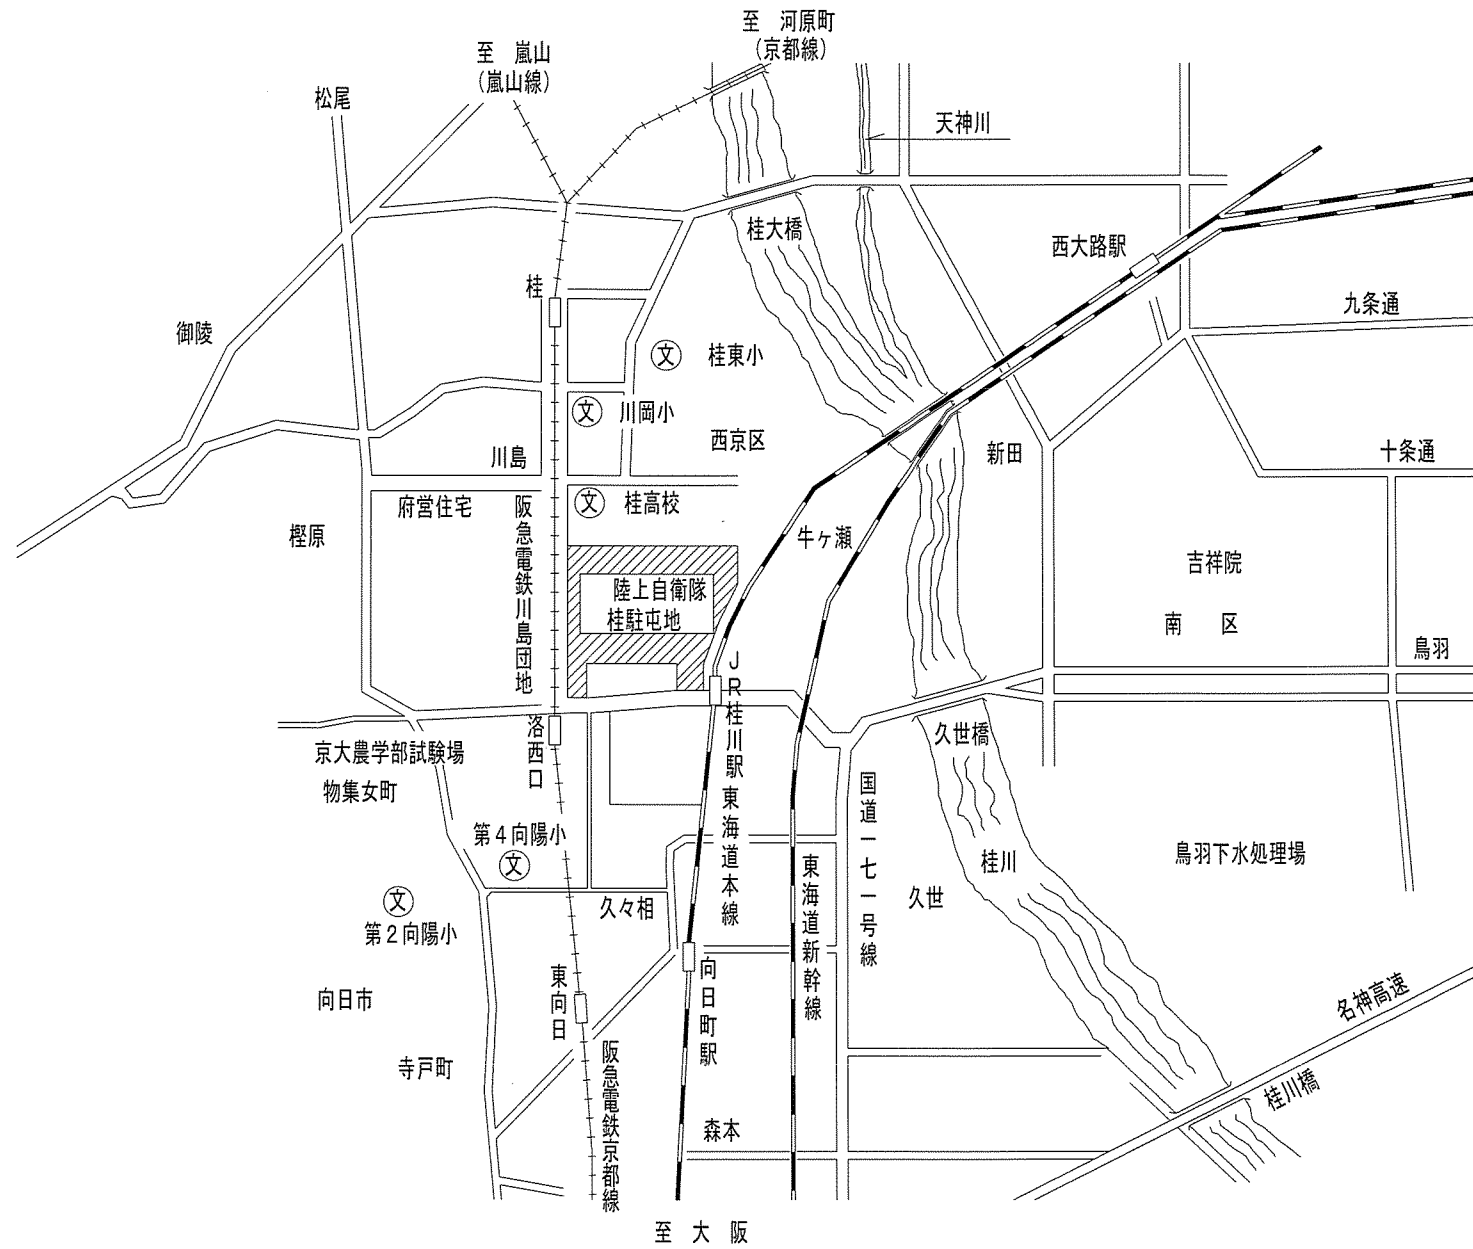 至　河原町
（京都線）
至　嵐山
（嵐山線）
松尾
天神川
桂大橋
西大路駅
桂
九条通
御陵
文
桂東小
文
川岡小
西京区
新田
十条通
川島
府営住宅
文
桂高校
樫原
阪急電鉄川島団地
牛ヶ瀬
吉祥院
陸上自衛隊
桂駐屯地
南　区
鳥羽
ＪＲ桂川駅
洛西口
久世橋
京大農学部試験場
物集女町
国道一七一号線
東海道本線
第４向陽小
文
桂川
鳥羽下水処理場
東海道新幹線
久世
文
久々相
第２向陽小
東向日
向日町駅
向日市
名神高速
寺戸町
阪急電鉄京都線
桂川橋
森本
至　大　阪